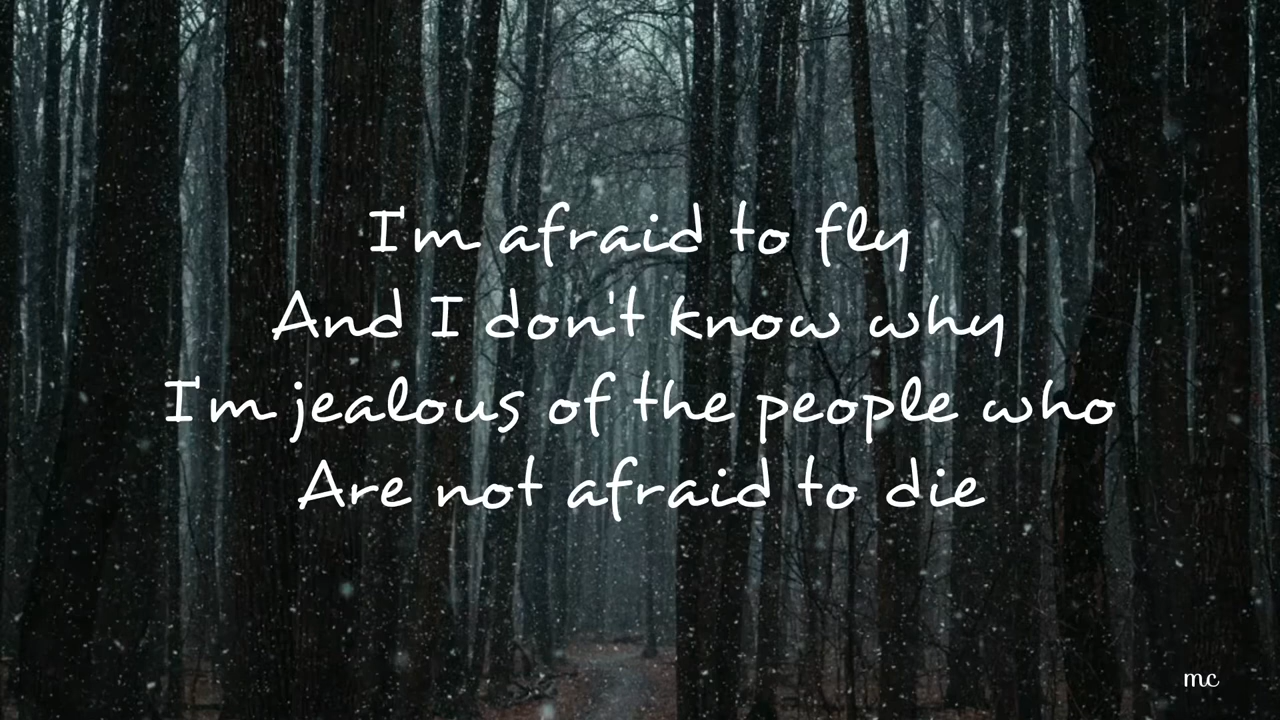 I'm afraid to fly
And I don't know why
I'm jealous of the people who
Are not afraid to die
mc